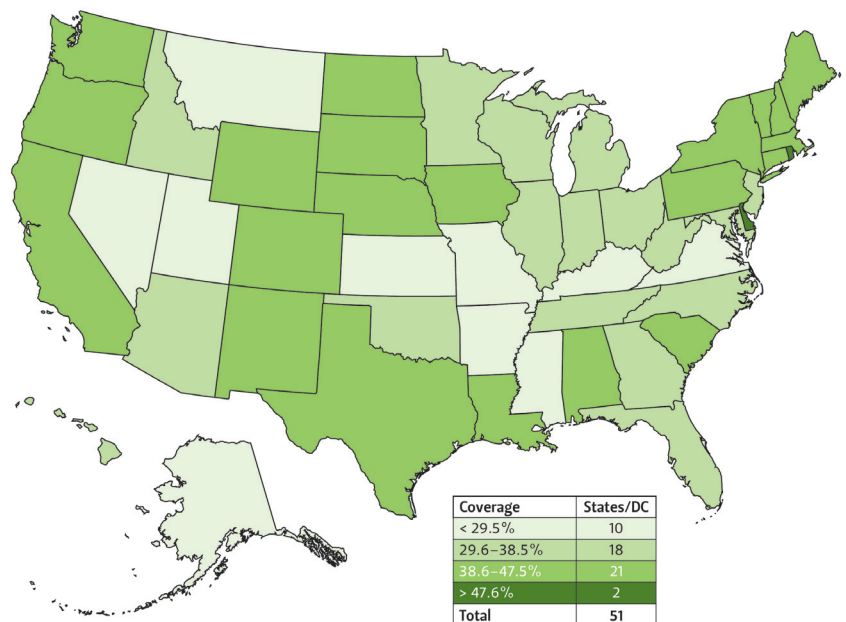 Coverage States/DC
< 29.5% 10
29.6–38.5% 18
38.6–47.5% 21
> 47.6% 2
Total 51